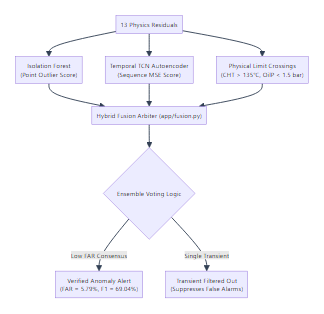 13 Physics Residuals
Isolation Forest
(Point Outlier Score)
Temporal TCN Autoencoder
(Sequence MSE Score)
Physical Limit Crossings
(CHT > 135°C, OilP < 1.5 bar)
Hybrid Fusion Arbiter (app/fusion.py)
Ensemble Voting Logic
Low FAR Consensus
Single Transient
Verified Anomaly Alert
(FAR = 5.79%, F1 = 69.04%)
Transient Filtered Out
(Suppresses False Alarms)